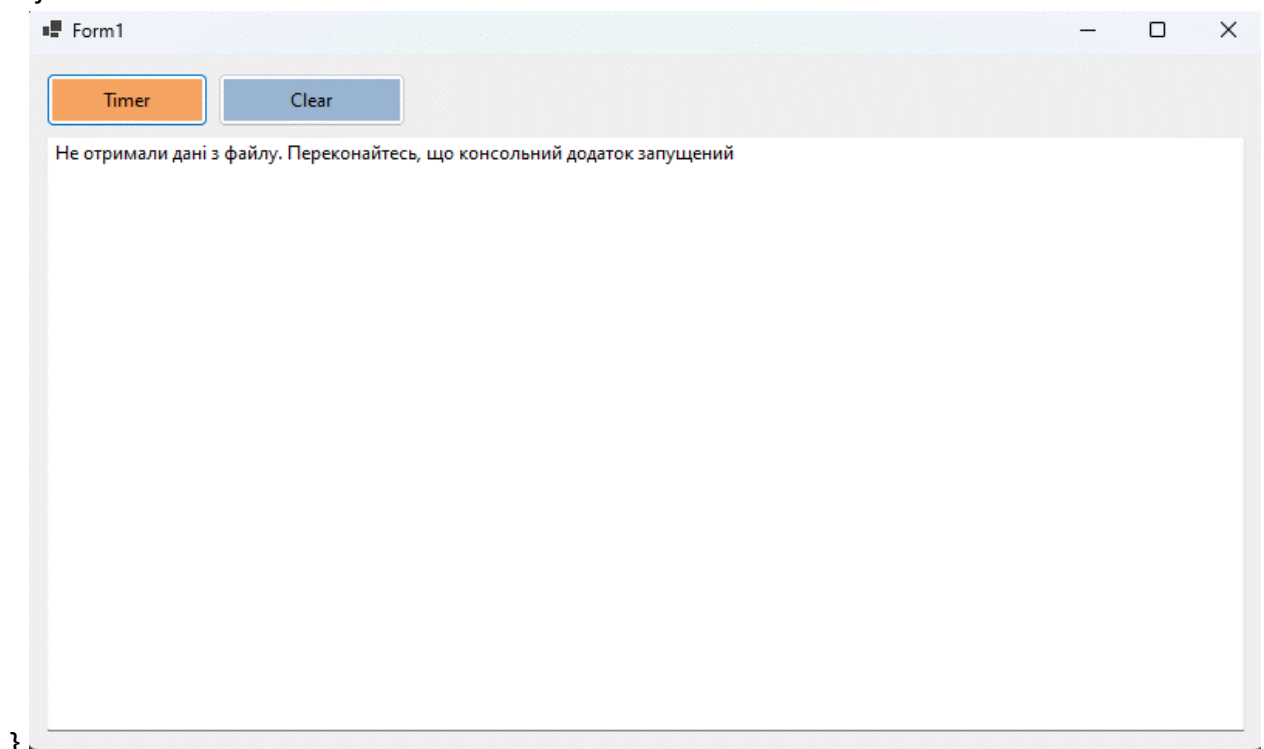 Form1
Timer Clear
Не отримали дані з файлу. Переконайтесь, що консольний додаток запущений
}